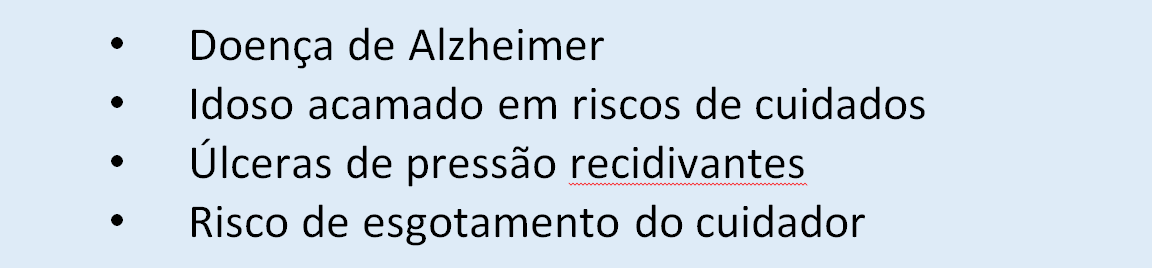 • Doença de Alzheimer
• Idoso acamado em riscos de cuidados
• Úlceras de pressão recidivantes
• Risco de esgotamento do cuidador